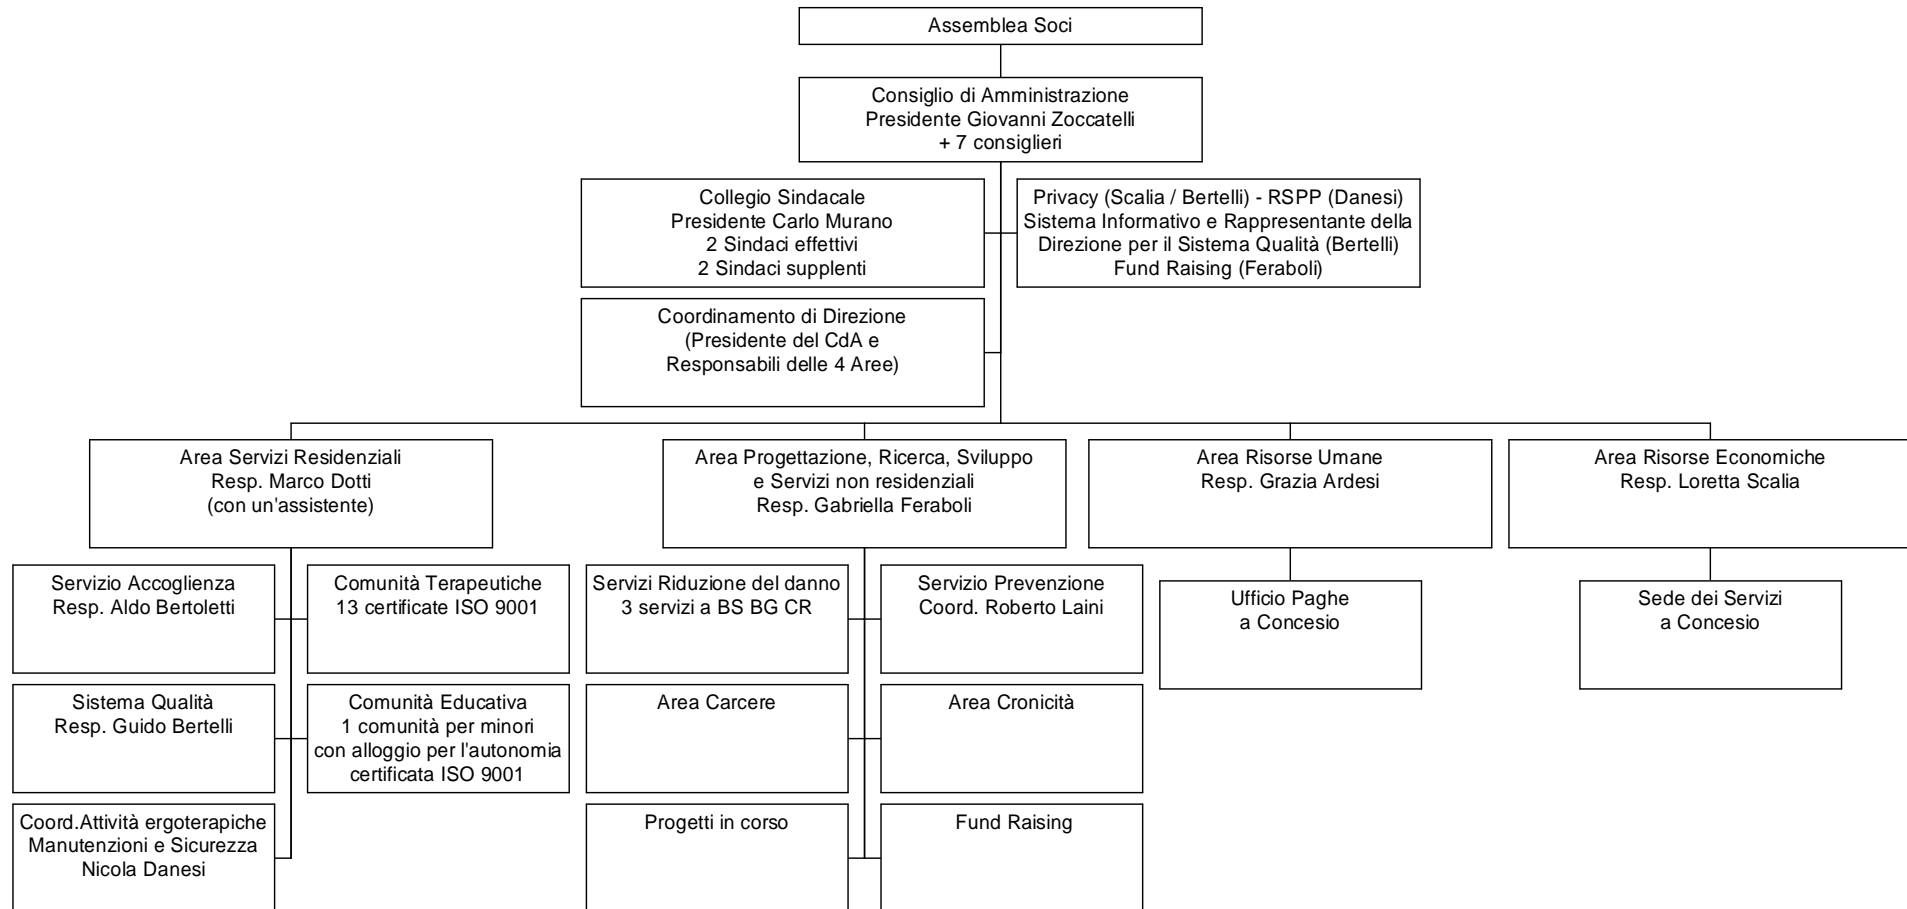 Assemblea Soci
Consiglio di Amministrazione
Presidente Giovanni Zoccatelli
+ 7 consiglieri
Collegio Sindacale
Presidente Carlo Murano
2 Sindaci effettivi
2 Sindaci supplenti
Privacy (Scalia / Bertelli) - RSPP (Danesi)
Sistema Informativo e Rappresentante della
Direzione per il Sistema Qualità (Bertelli)
Fund Raising (Feraboli)
Coordinamento di Direzione
(Presidente del CdA e
Responsabili delle 4 Aree)
Area Servizi Residenziali
Resp. Marco Dotti
(con un'assistente)
Area Progettazione, Ricerca, Sviluppo
e Servizi non residenziali
Resp. Gabriella Feraboli
Area Risorse Umane
Resp. Grazia Ardesi
Area Risorse Economiche
Resp. Loretta Scalia
Servizio Accoglienza
Resp. Aldo Bertoletti
Comunità Terapeutiche
13 certificate ISO 9001
Servizi Riduzione del danno
3 servizi a BS BG CR
Servizio Prevenzione
Coord. Roberto Laini
Ufficio Paghe
a Concesio
Sede dei Servizi
a Concesio
Sistema Qualità
Resp. Guido Bertelli
Comunità Educativa
1 comunità per minori
con alloggio per l'autonomia
certificata ISO 9001
Area Carcere
Area Cronicità
Coord.Attività ergoterapiche
Manutenzioni e Sicurezza
Nicola Danesi
Progetti in corso
Fund Raising